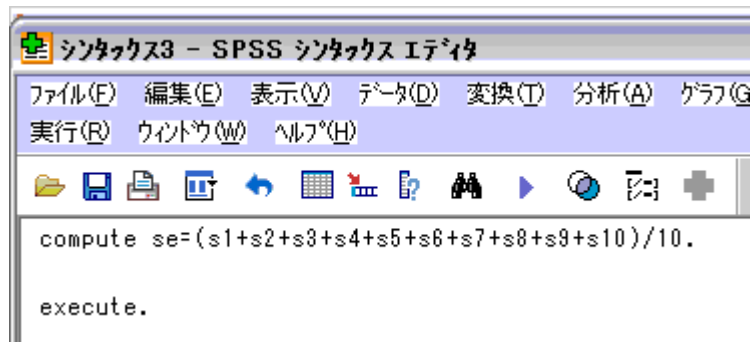 シンタックス3 - SPSS シンタックス エディタ
ファイル(F) 編集(E) 表示(V) データ(D) 変換(T) 分析(A) グラフ(G
実行(R) ウィンドウ(W) ヘルプ(H)
compute se=(s1+s2+s3+s4+s5+s6+s7+s8+s9+s10)/10.
execute.